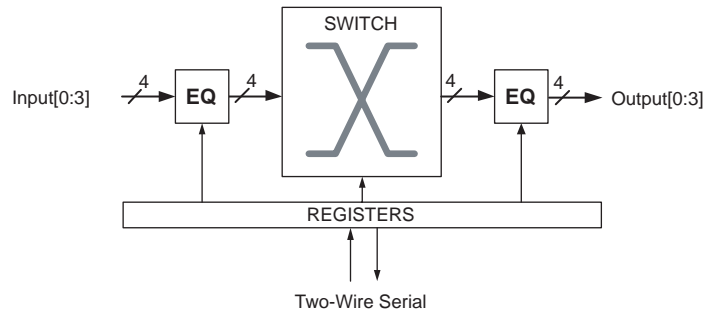 SWITCH
4
4
4
4
Input[0:3]
EQ
EQ
Output[0:3]
REGISTERS
Two-Wire Serial